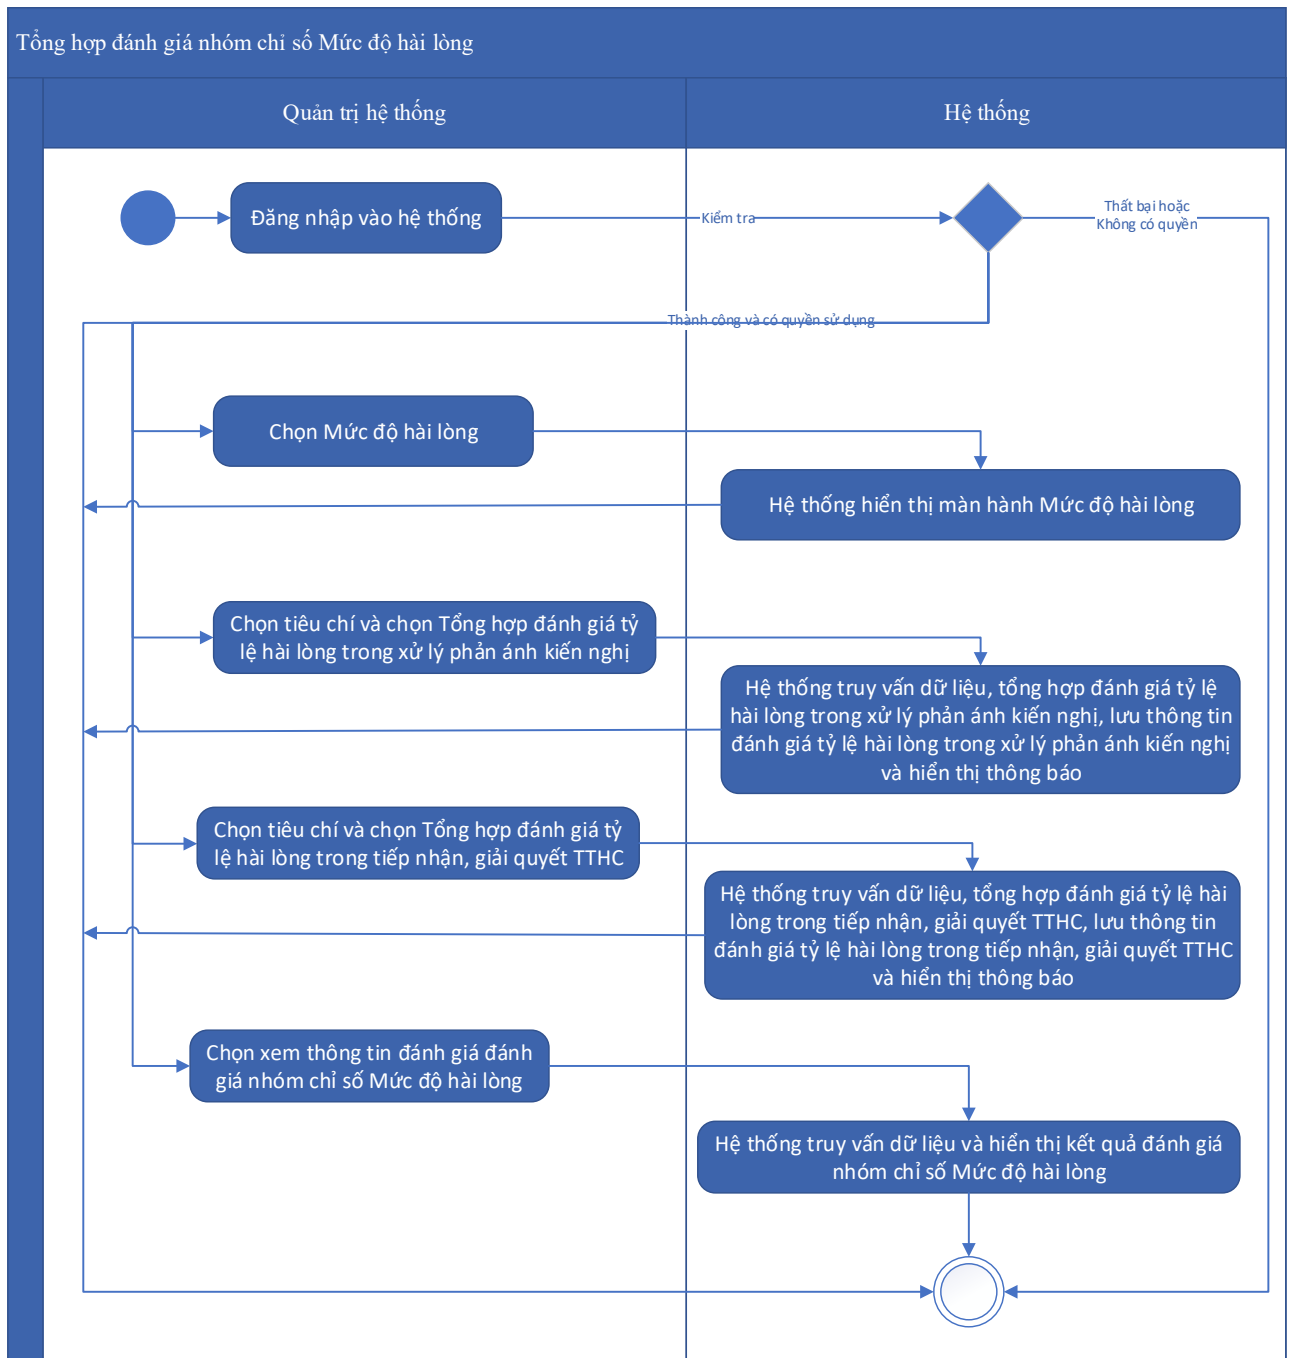 Tổng hợp đánh giá nhóm chỉ số Mức độ hài lòng
Quản trị hệ thống
Hệ thống
Đăng nhập vào hệ thống
Kiểm tra
Thất bại hoặc
Không có quyền
Thành công và có quyền sử dụng
Chọn Mức độ hài lòng
Hệ thống hiển thị màn hành Mức độ hài lòng
Chọn tiêu chí và chọn Tổng hợp đánh giá tỷ
lệ hài lòng trong xử lý phản ánh kiến nghị
Hệ thống truy vấn dữ liệu, tổng hợp đánh giá tỷ lệ
hài lòng trong xử lý phản ánh kiến nghị, lưu thông tin
đánh giá tỷ lệ hài lòng trong xử lý phản ánh kiến nghị
và hiển thị thông báo
Chọn tiêu chí và chọn Tổng hợp đánh giá tỷ
lệ hài lòng trong tiếp nhận, giải quyết TTHC
Hệ thống truy vấn dữ liệu, tổng hợp đánh giá tỷ lệ hài
lòng trong tiếp nhận, giải quyết TTHC, lưu thông tin
đánh giá tỷ lệ hài lòng trong tiếp nhận, giải quyết TTHC
và hiển thị thông báo
Chọn xem thông tin đánh giá đánh
giá nhóm chỉ số Mức độ hài lòng
Hệ thống truy vấn dữ liệu và hiển thị kết quả đánh giá
nhóm chỉ số Mức độ hài lòng